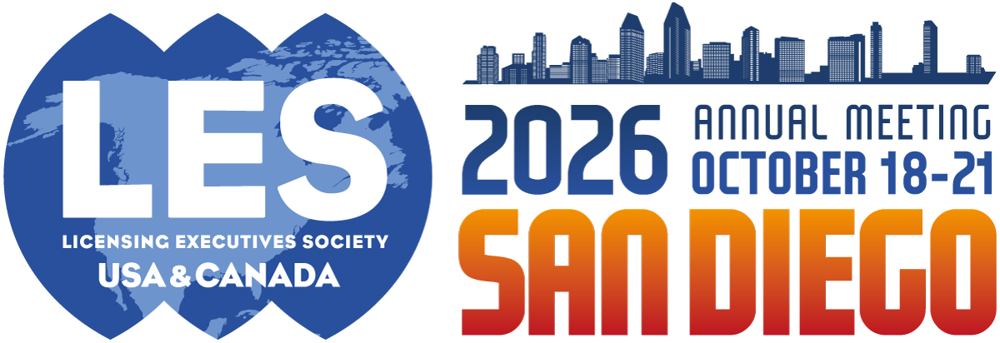 LES
LICENSING EXECUTIVES SOCIETY
USA & CANADA
2026
ANNUAL MEETING
OCTOBER 18-21
SAN DIEGO